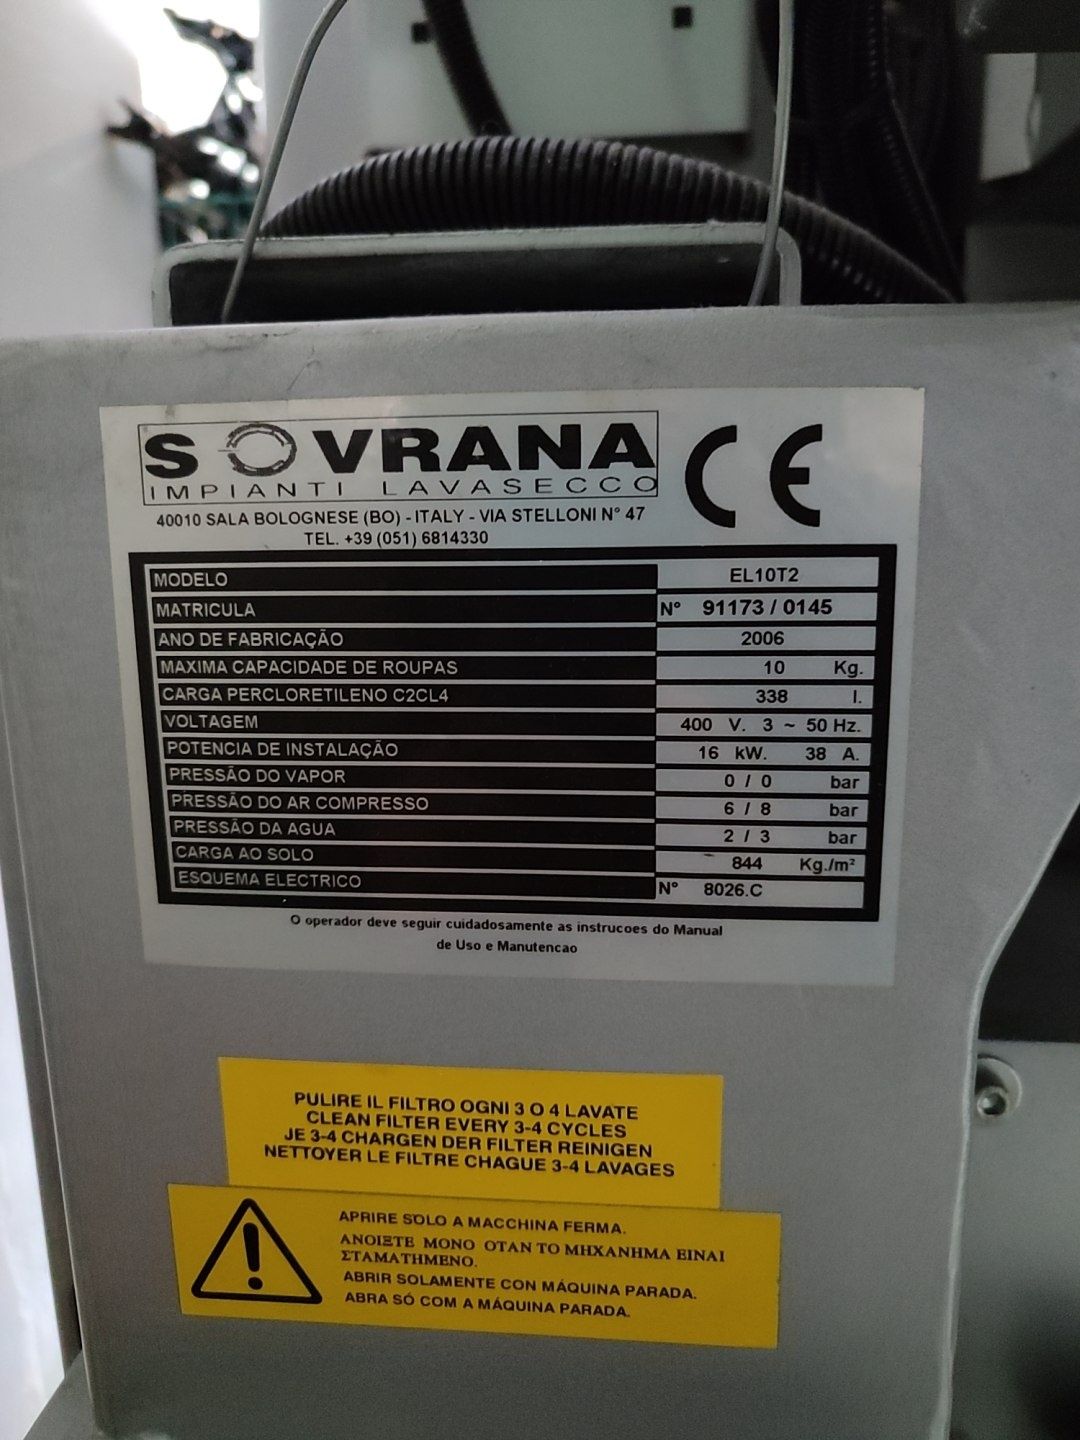 SOVRANA
IMPIANTI LAVASECCO
CE
40010 SALA BOLOGNESE (BO) - ITALY - VIA STELLONI N° 47
TEL. +39 (051) 6814330
MODELO EL10T2
MATRICULA N° 91173 / 0145
ANO DE FABRICAÇÃO 2006
MAXIMA CAPACIDADE DE ROUPAS 10 Kg.
CARGA PERCLORETILENO C2CL4 338 l.
VOLTAGEM 400 V. 3 ~ 50 Hz.
POTENCIA DE INSTALAÇÃO 16 kW. 38 A.
PRESSÃO DO VAPOR 0 / 0 bar
PRESSÃO DO AR COMPRESSO 6 / 8 bar
PRESSÃO DA AGUA 2 / 3 bar
CARGA AO SOLO 844 Kg./m²
ESQUEMA ELECTRICO N° 8026.C
O operador deve seguir cuidadosamente as instrucoes do Manual
de Uso e Manutencao
PULIRE IL FILTRO OGNI 3 O 4 LAVATE
CLEAN FILTER EVERY 3-4 CYCLES
JE 3-4 CHARGEN DER FILTER REINIGEN
NETTOYER LE FILTRE CHAGUE 3-4 LAVAGES
APRIRE SOLO A MACCHINA FERMA.
ΑΝΟΙΞΤΕ ΜΟΝΟ ΟΤΑΝ ΤΟ ΜΗΧΑΝΗΜΑ ΕΙΝΑΙ
ΣΤΑΜΑΤΗΜΕΝΟ.
ABRIR SOLAMENTE CON MÁQUINA PARADA.
ABRA SÓ COM A MÁQUINA PARADA.